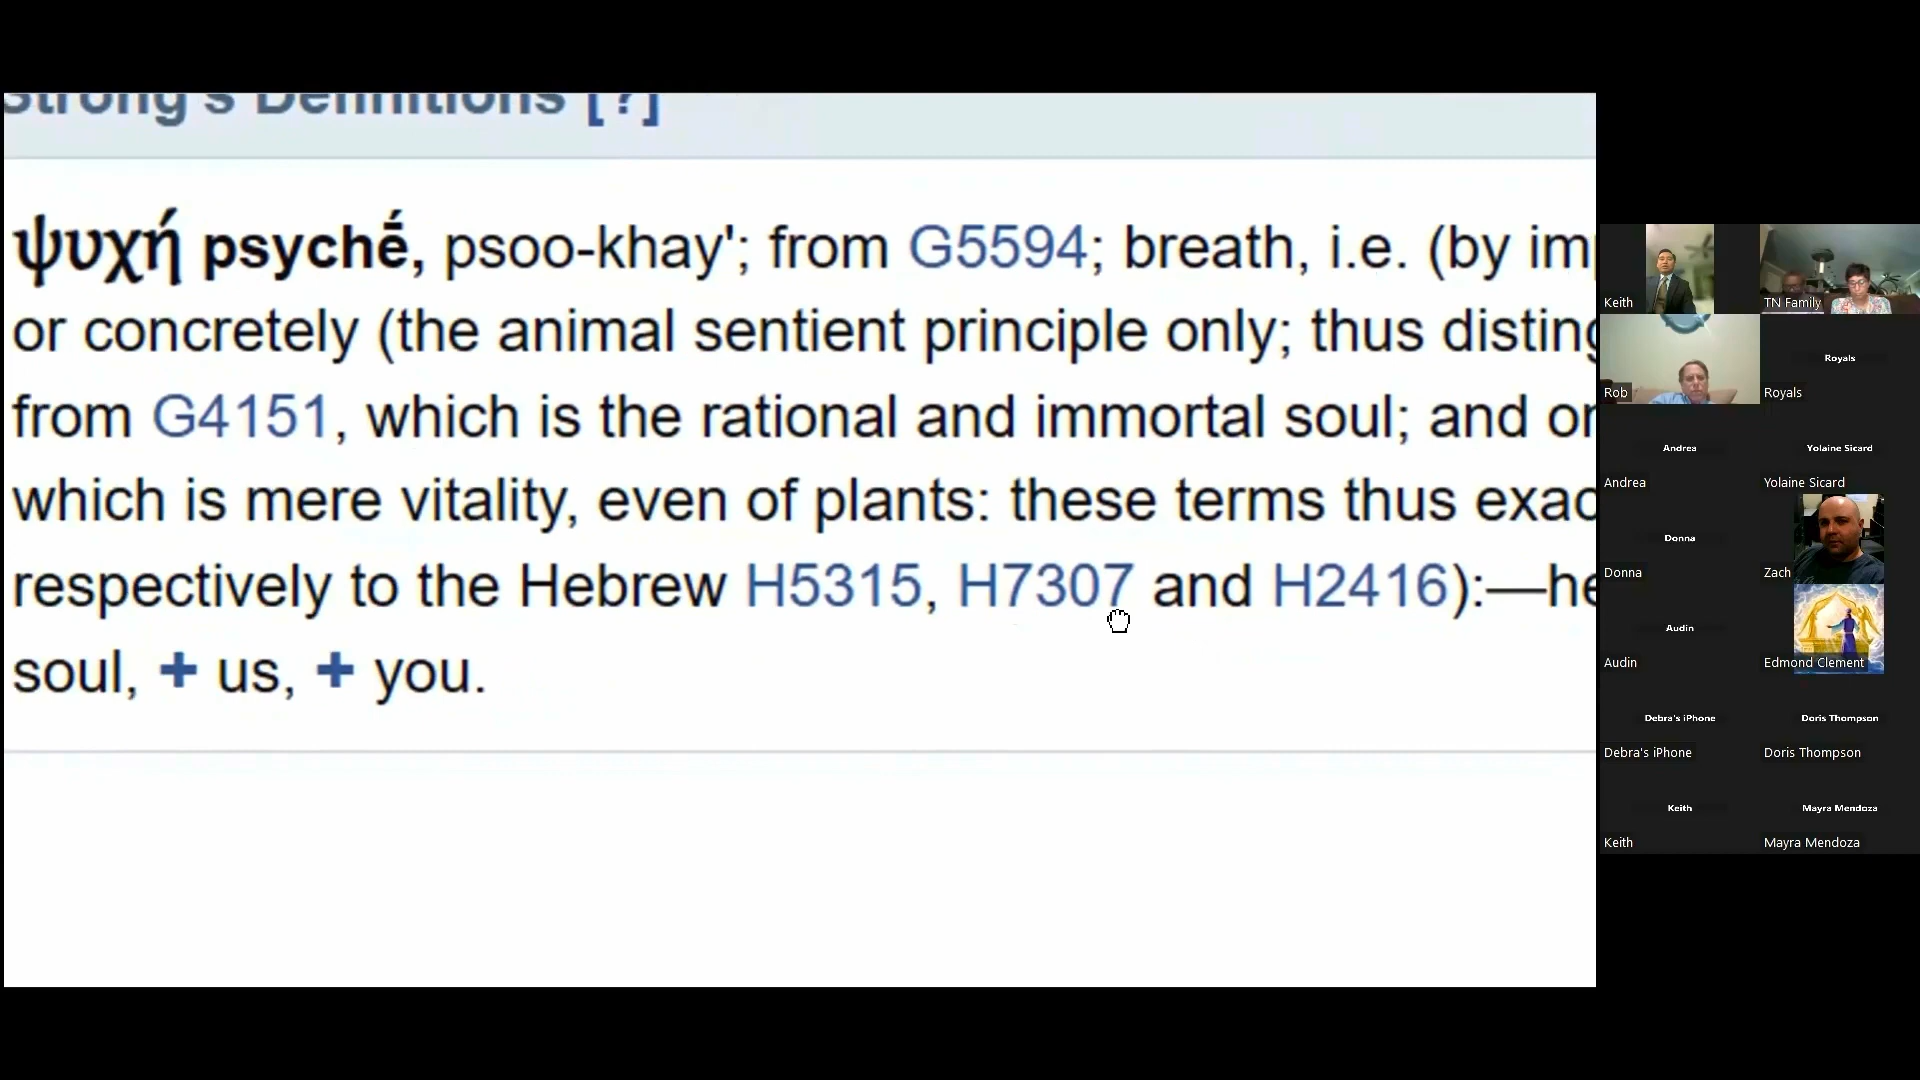 Strong's Definitions [?]
ψυχή psychḗ, psoo-khay'; from G5594; breath, i.e. (by im
or concretely (the animal sentient principle only; thus disting
from G4151, which is the rational and immortal soul; and or
which is mere vitality, even of plants: these terms thus exac
respectively to the Hebrew H5315, H7307 and H2416):—he
soul, + us, + you.
Keith
TN Family
Rob
Royals
Royals
Andrea
Yolaine Sicard
Andrea
Yolaine Sicard
Donna
Donna
Zach
Audin
Audin
Edmond Clement
Debra's iPhone
Doris Thompson
Debra's iPhone
Doris Thompson
Keith
Mayra Mendoza
Keith
Mayra Mendoza